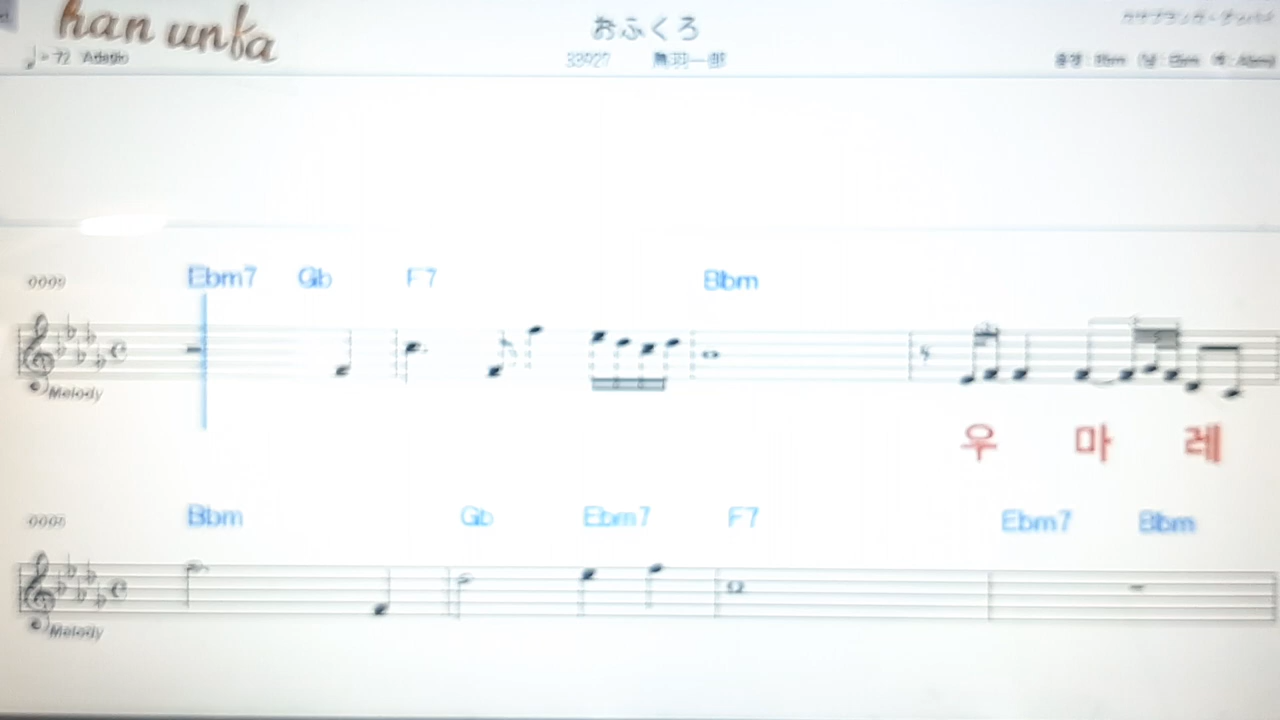 han unfa
おふくろ
♩= 72 Adagio
33927 鳥羽一郎
0009 Ebm7 Gb F7 Bbm
Melody
우 마 레
Bbm Gb Ebm7 F7 Ebm7 Bbm
Melody